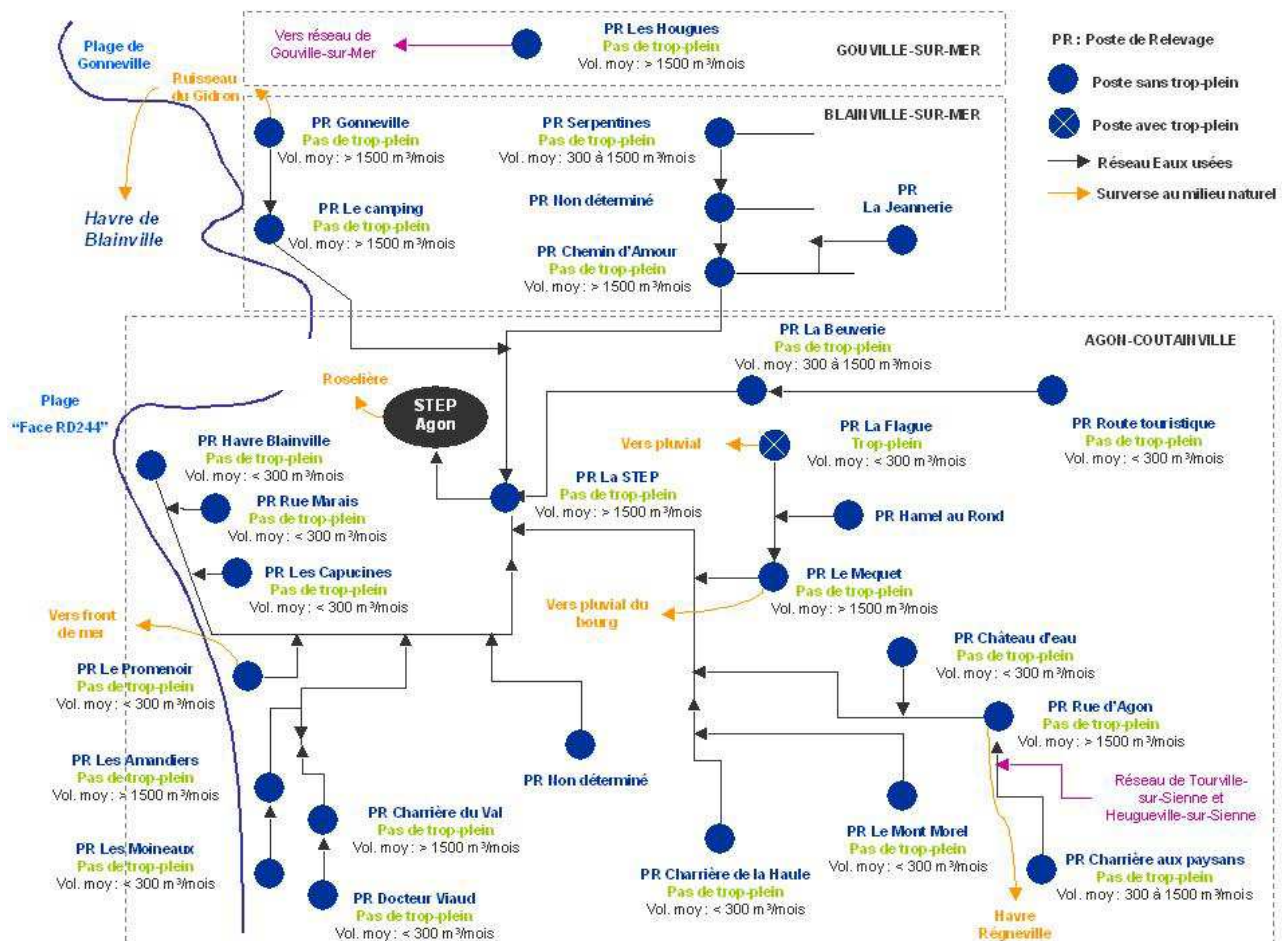 Plage de
Gonneville
Vers réseau de
Gouville-sur-Mer
PR Les Hougues
Pas de trop-plein
Vol. moy : > 1500 m³/mois
GOUVILLE-SUR-MER
PR : Poste de Relevage
Poste sans trop-plein
Poste avec trop-plein
Réseau Eaux usées
Surverse au milieu naturel
Ruisseau
du Gidron
BLAINVILLE-SUR-MER
PR Gonneville
Pas de trop-plein
Vol. moy : > 1500 m³/mois
PR Serpentines
Pas de trop-plein
Vol. moy : 300 à 1500 m³/mois
Havre de
Blainville
PR Le camping
Pas de trop-plein
Vol. moy : > 1500 m³/mois
PR Non déterminé
PR
La Jeannerie
PR Chemin d'Amour
Pas de trop-plein
Vol. moy : > 1500 m³/mois
AGON-COUTAINVILLE
PR La Beuverie
Pas de trop-plein
Vol. moy : 300 à 1500 m³/mois
Roselière
STEP
Agon
Plage
"Face RD244"
PR Route touristique
Pas de trop-plein
Vol. moy : < 300 m³/mois
Vers pluvial
PR La Flague
Trop-plein
Vol. moy : < 300 m³/mois
PR Havre Blainville
Pas de trop-plein
Vol. moy : < 300 m³/mois
PR La STEP
Pas de trop-plein
Vol. moy : > 1500 m³/mois
PR Rue Marais
Pas de trop-plein
Vol. moy : < 300 m³/mois
PR Hamel au Rond
PR Les Capucines
Pas de trop-plein
Vol. moy : < 300 m³/mois
PR Le Mequet
Pas de trop-plein
Vol. moy : > 1500 m³/mois
Vers front
de mer
Vers pluvial du
bourg
PR Le Promenoir
Pas de trop-plein
Vol. moy : < 300 m³/mois
PR Château d'eau
Pas de trop-plein
Vol. moy : < 300 m³/mois
PR Rue d'Agon
Pas de trop-plein
Vol. moy : > 1500 m³/mois
PR Les Amandiers
Pas de trop-plein
Vol. moy : > 1500 m³/mois
PR Non déterminé
Réseau de Tourville-
sur-Sienne et
Heugueville-sur-Sienne
PR Charrière du Val
Pas de trop-plein
Vol. moy : > 1500 m³/mois
PR Le Mont Morel
Pas de trop-plein
Vol. moy : < 300 m³/mois
PR Les Moineaux
Pas de trop-plein
Vol. moy : < 300 m³/mois
PR Charrière de la Haule
Pas de trop-plein
Vol. moy : < 300 m³/mois
PR Charrière aux paysans
Pas de trop-plein
Vol. moy : 300 à 1500 m³/mois
PR Docteur Viaud
Pas de trop-plein
Vol. moy : < 300 m³/mois
Havre
Régneville